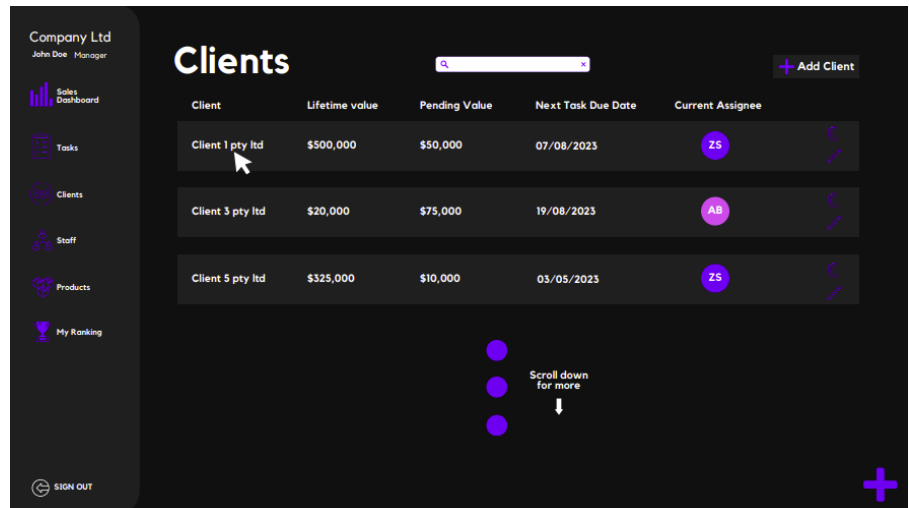 Company Ltd
John Doe Manager
Sales
Dashboard
Tasks
Clients
Staff
Products
My Ranking
SIGN OUT
Clients
Add Client
Client Lifetime value Pending Value Next Task Due Date Current Assignee
Client 1 pty ltd $500,000 $50,000 07/08/2023 ZS
Client 3 pty ltd $20,000 $75,000 19/08/2023 AB
Client 5 pty ltd $325,000 $10,000 03/05/2023 ZS
Scroll down
for more